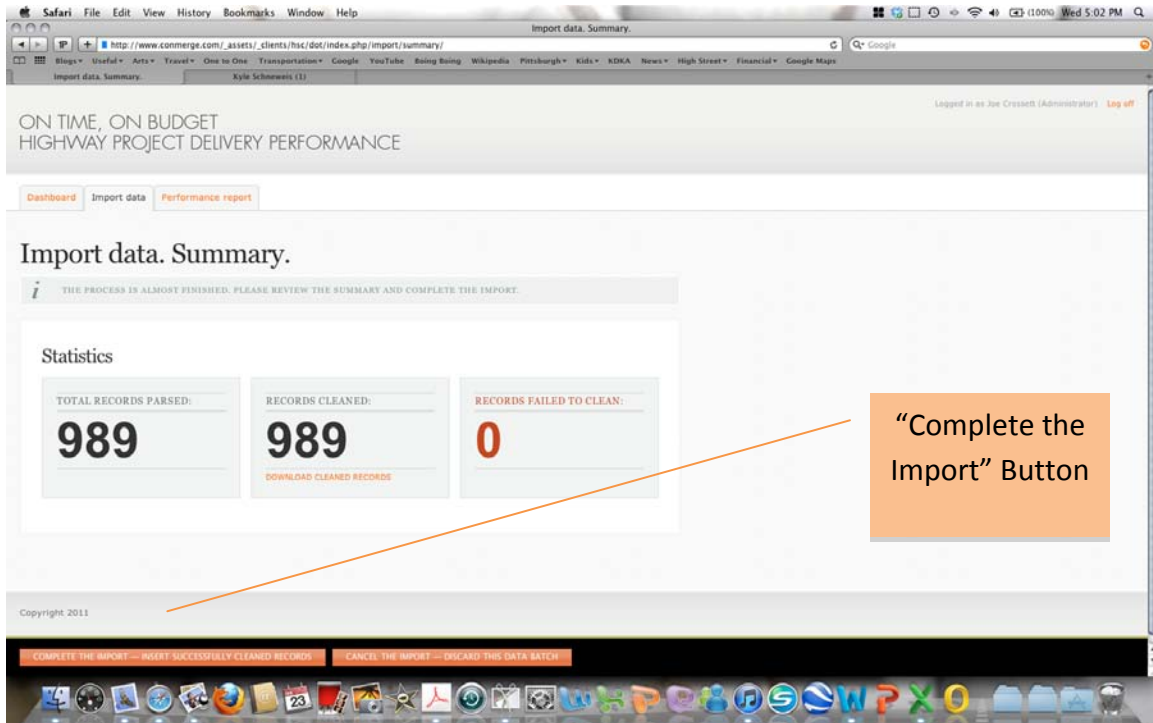 Safari File Edit View History Bookmarks Window Help (100%) Wed 5:02 PM
Import data. Summary.
http://www.conmerge.com/_assets/_clients/hsc/dot/index.php/import/summary/ Google
Blogs Useful Arts Travel One to One Transportation Google YouTube Boing Boing Wikipedia Pittsburgh Kids KDKA News High Street Financial Google Maps
Import data. Summary. Kyle Schneweis (1)
Logged in as Joe Crossett (Administrator) Log off
ON TIME, ON BUDGET
HIGHWAY PROJECT DELIVERY PERFORMANCE
Dashboard Import data Performance report
Import data. Summary.
i THE PROCESS IS ALMOST FINISHED. PLEASE REVIEW THE SUMMARY AND COMPLETE THE IMPORT.
Statistics
TOTAL RECORDS PARSED: RECORDS CLEANED: RECORDS FAILED TO CLEAN:
989 989 0
DOWNLOAD CLEANED RECORDS
“Complete the
Import” Button
Copyright 2011
COMPLETE THE IMPORT — INSERT SUCCESSFULLY CLEANED RECORDS CANCEL THE IMPORT — DISCARD THIS DATA BATCH
23